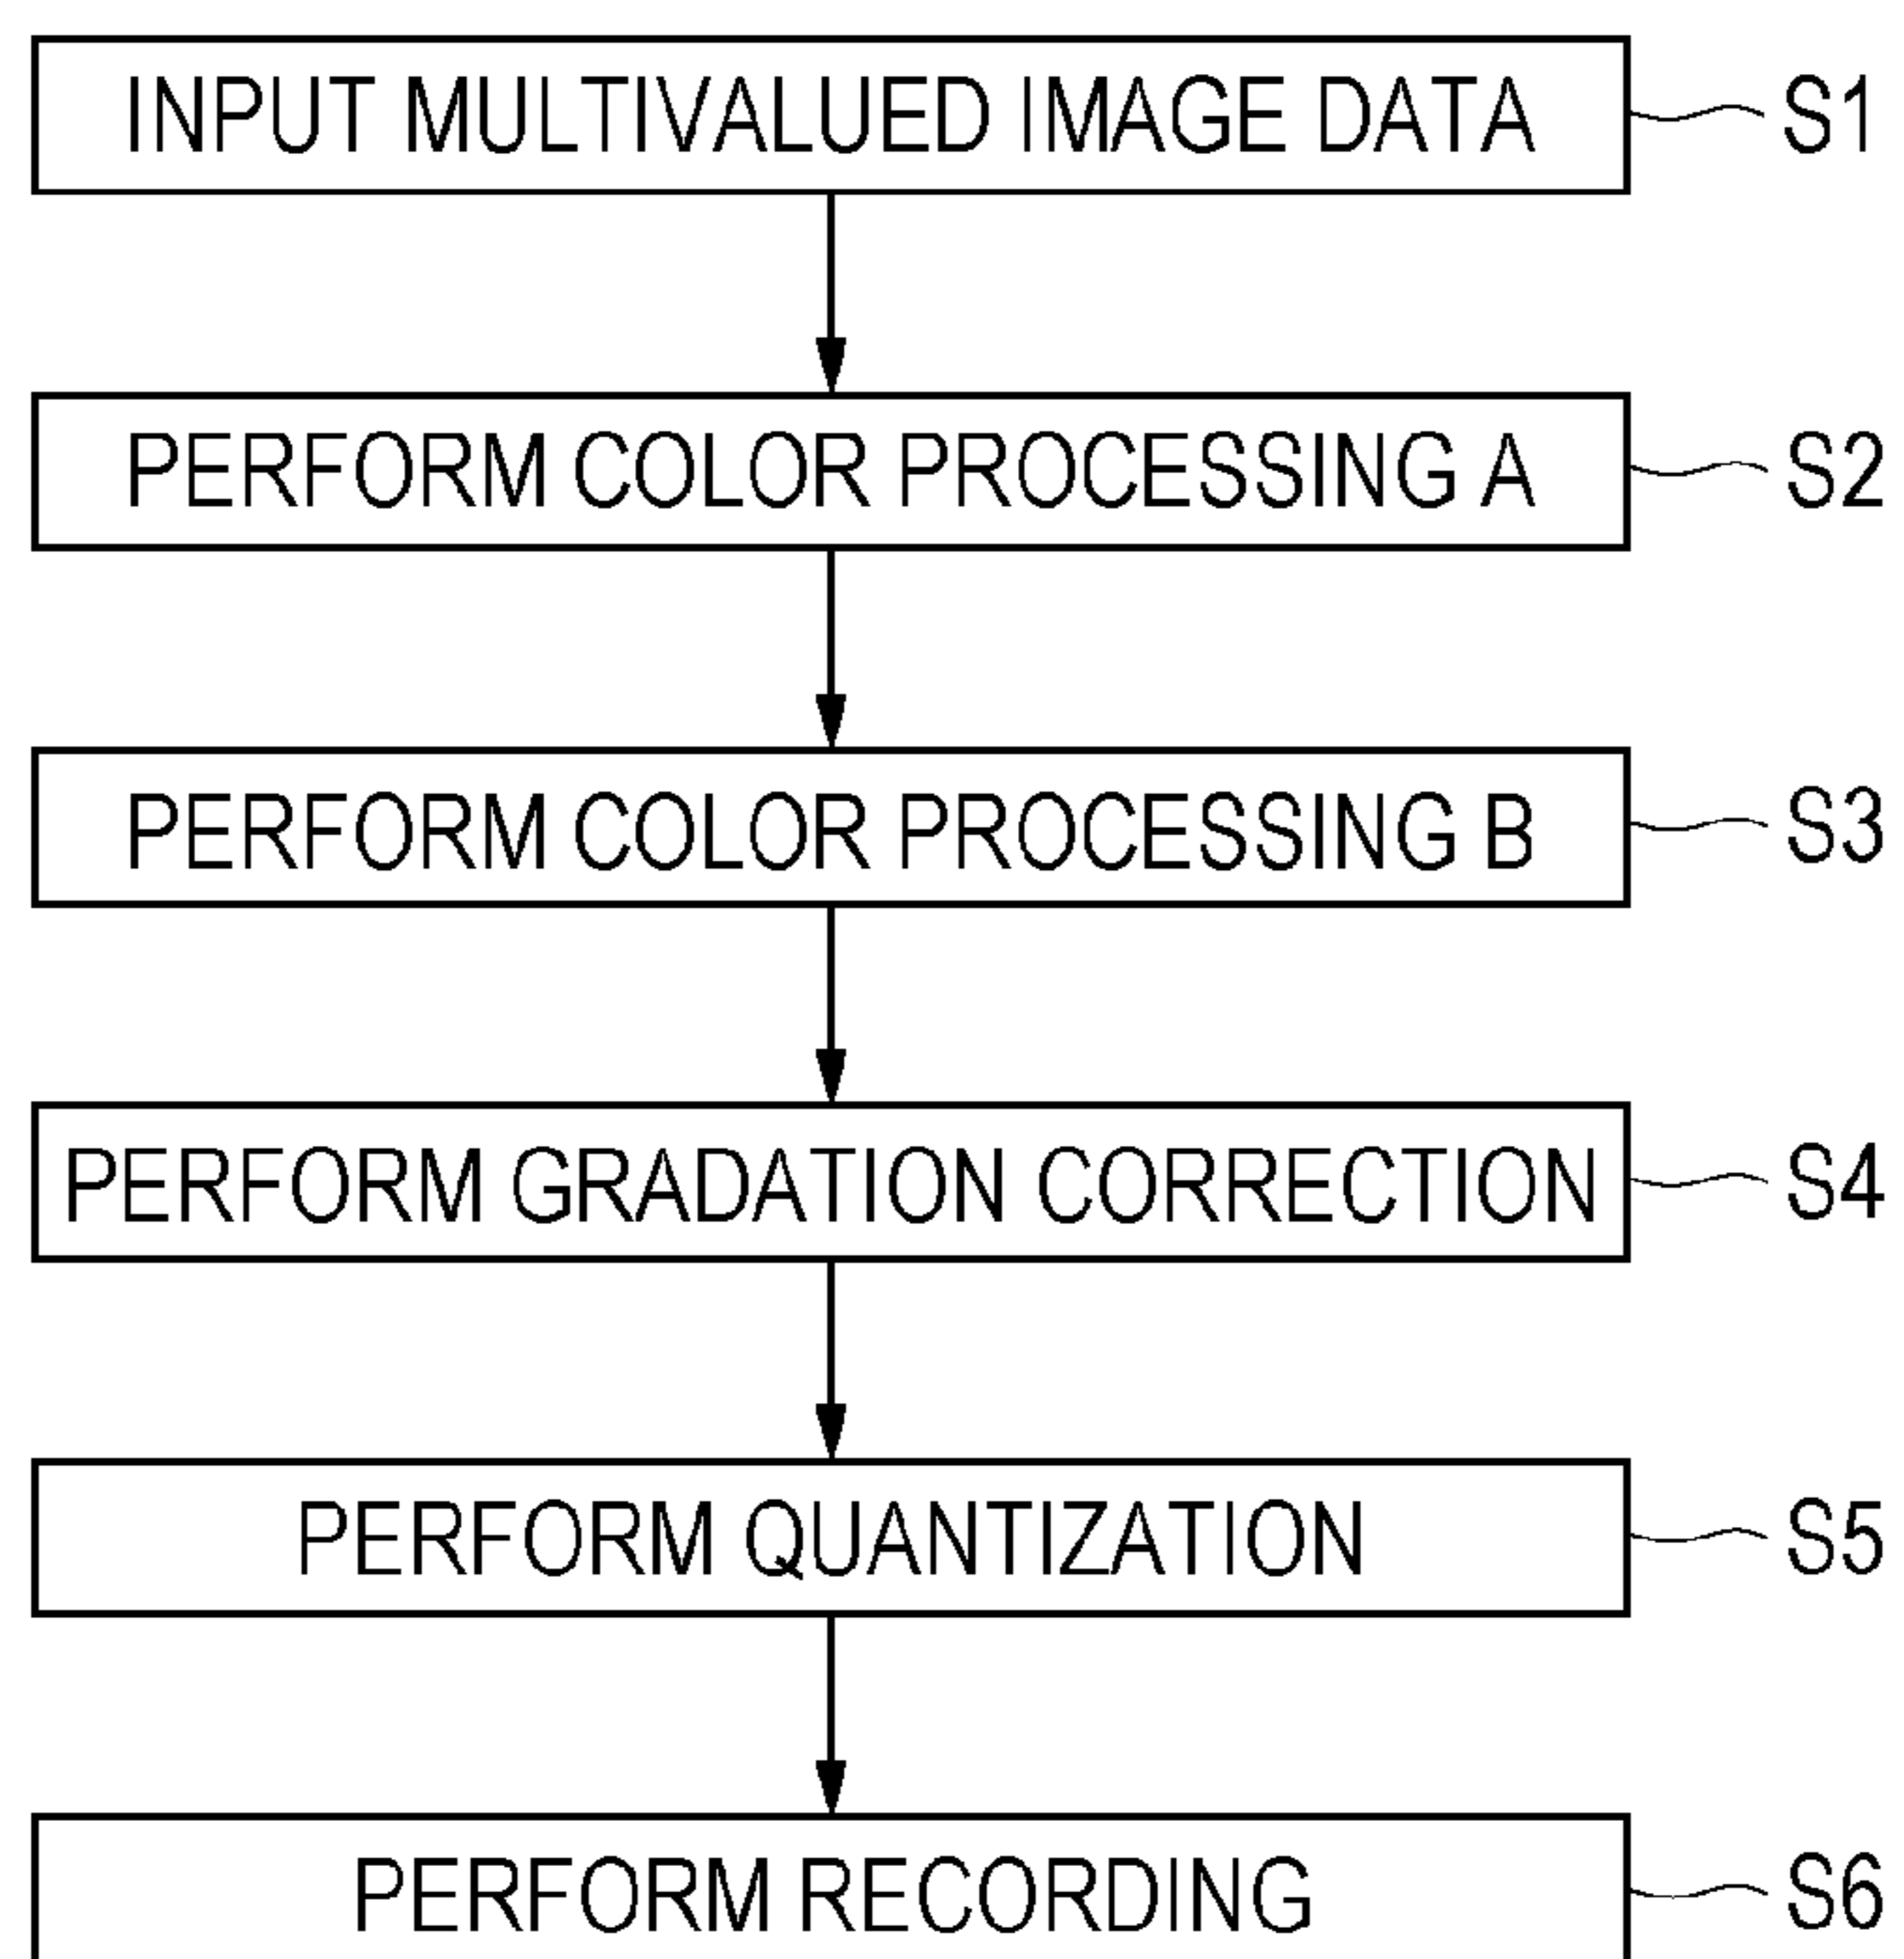 INPUT MULTIVALUED IMAGE DATA S1
PERFORM COLOR PROCESSING A S2
PERFORM COLOR PROCESSING B S3
PERFORM GRADATION CORRECTION S4
PERFORM QUANTIZATION S5
PERFORM RECORDING S6